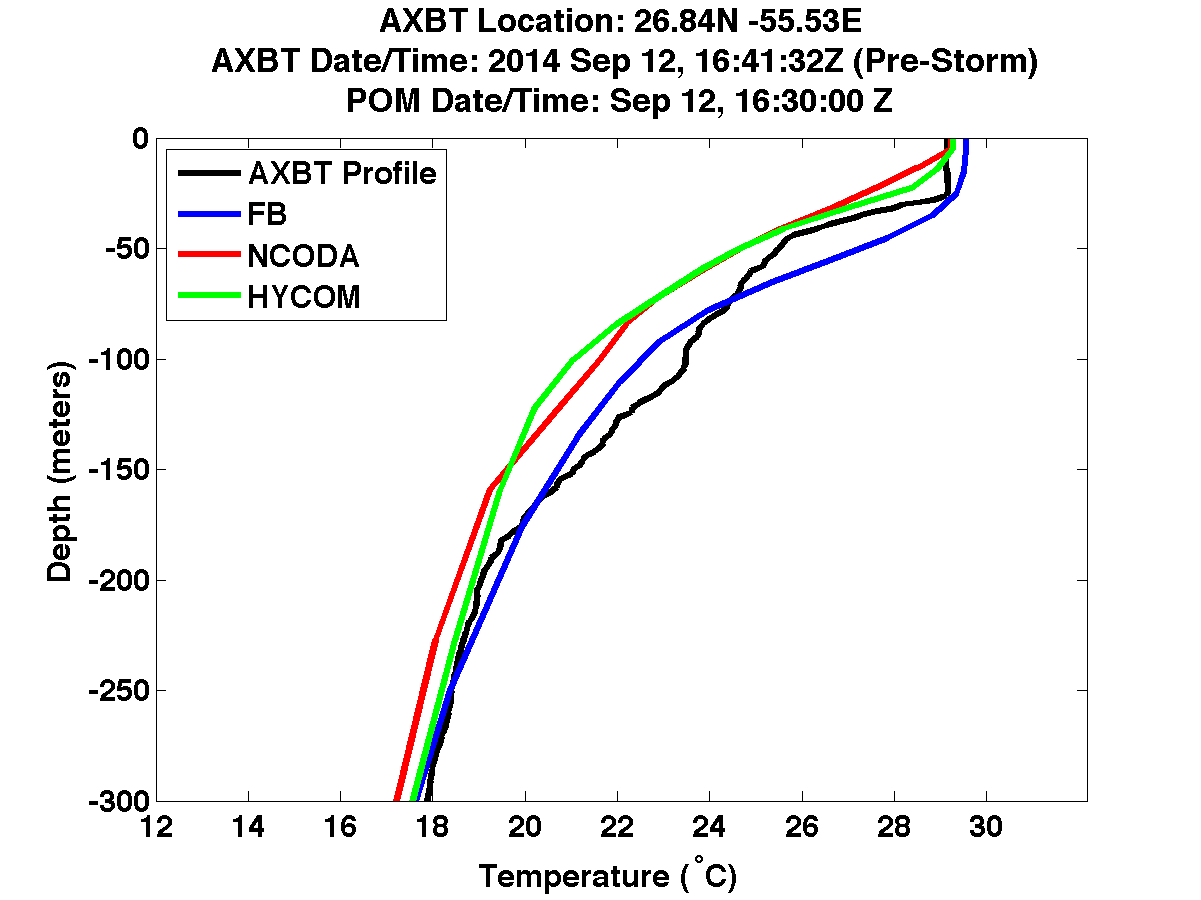 AXBT Location: 26.84N -55.53E
AXBT Date/Time: 2014 Sep 12, 16:41:32Z (Pre-Storm)
POM Date/Time: Sep 12, 16:30:00 Z
AXBT Profile
FB
NCODA
HYCOM
Depth (meters)
0
-50
-100
-150
-200
-250
-300
12
14
16
18
20
22
24
26
28
30
Temperature (°C)